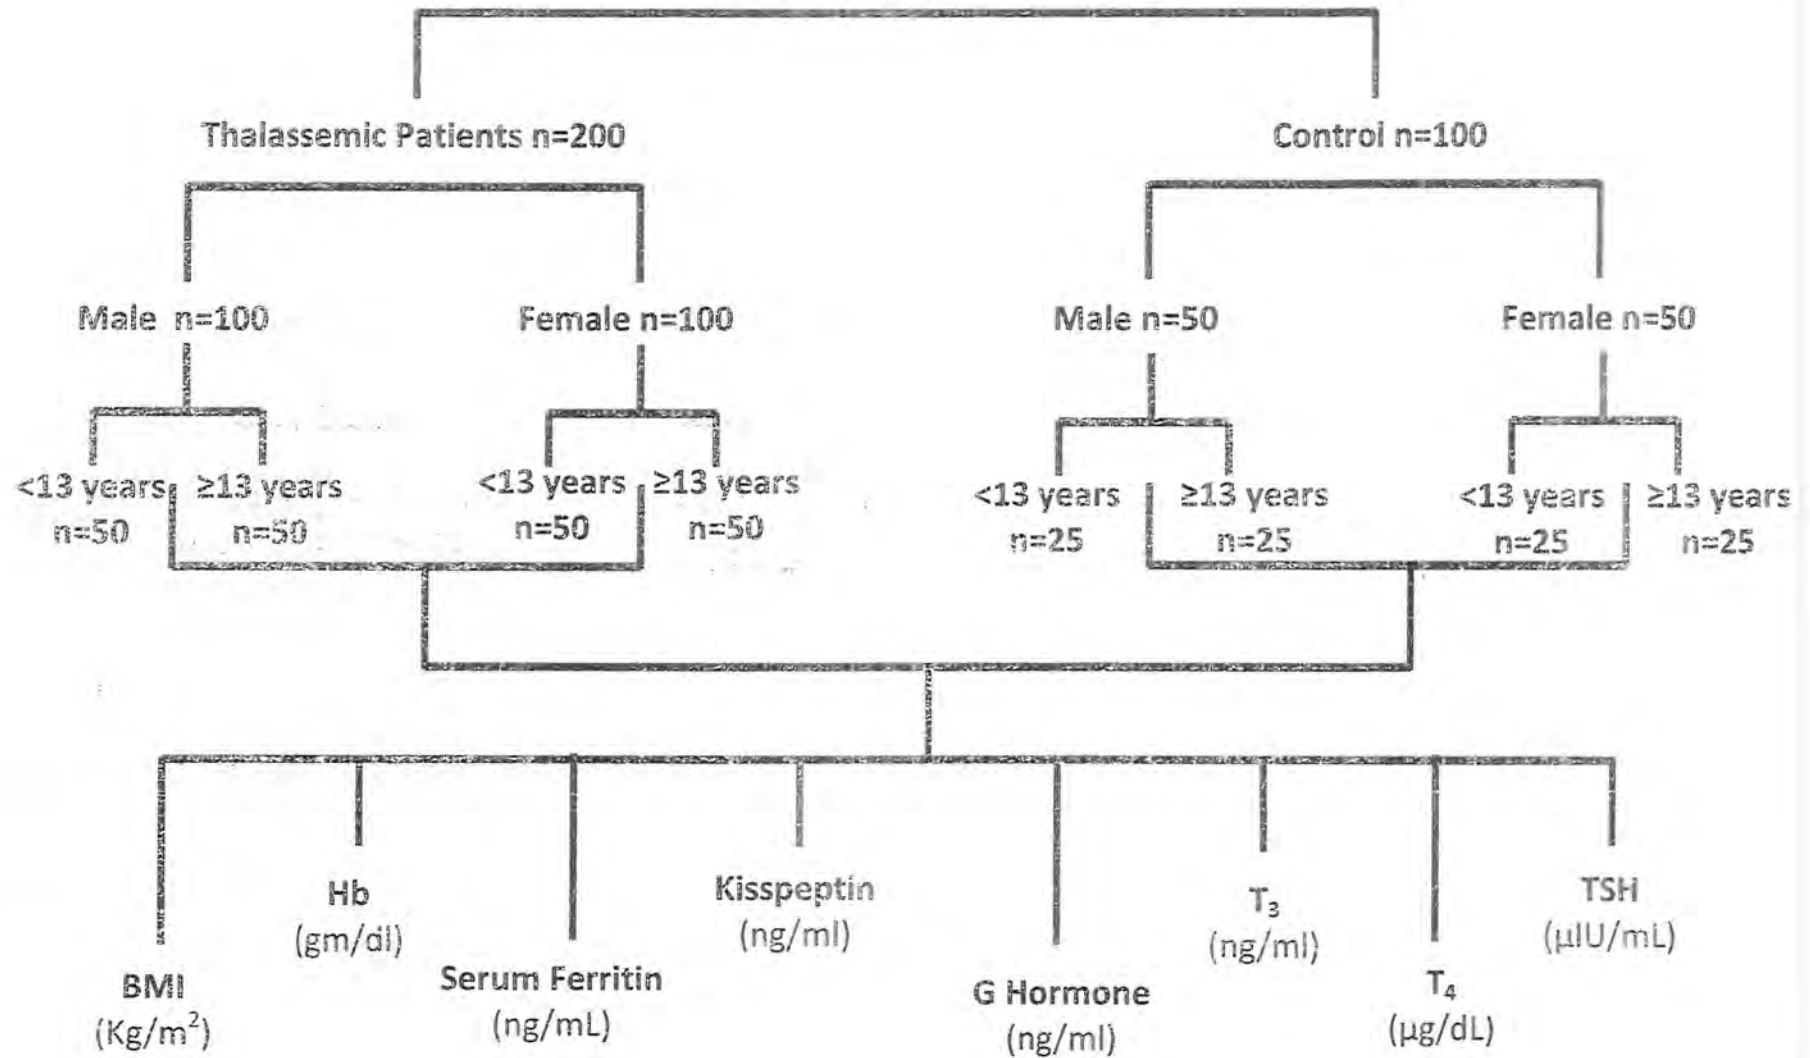 Thalassemic Patients n=200
Control n=100
Male n=100
Female n=100
Male n=50
Female n=50
<13 years
n=50
≥13 years
n=50
<13 years
n=50
≥13 years
n=50
<13 years
n=25
≥13 years
n=25
<13 years
n=25
≥13 years
n=25
BMI
(Kg/m²)
Hb
(gm/dl)
Serum Ferritin
(ng/mL)
Kisspeptin
(ng/ml)
G Hormone
(ng/ml)
T₃
(ng/ml)
T₄
(µg/dL)
TSH
(µIU/mL)